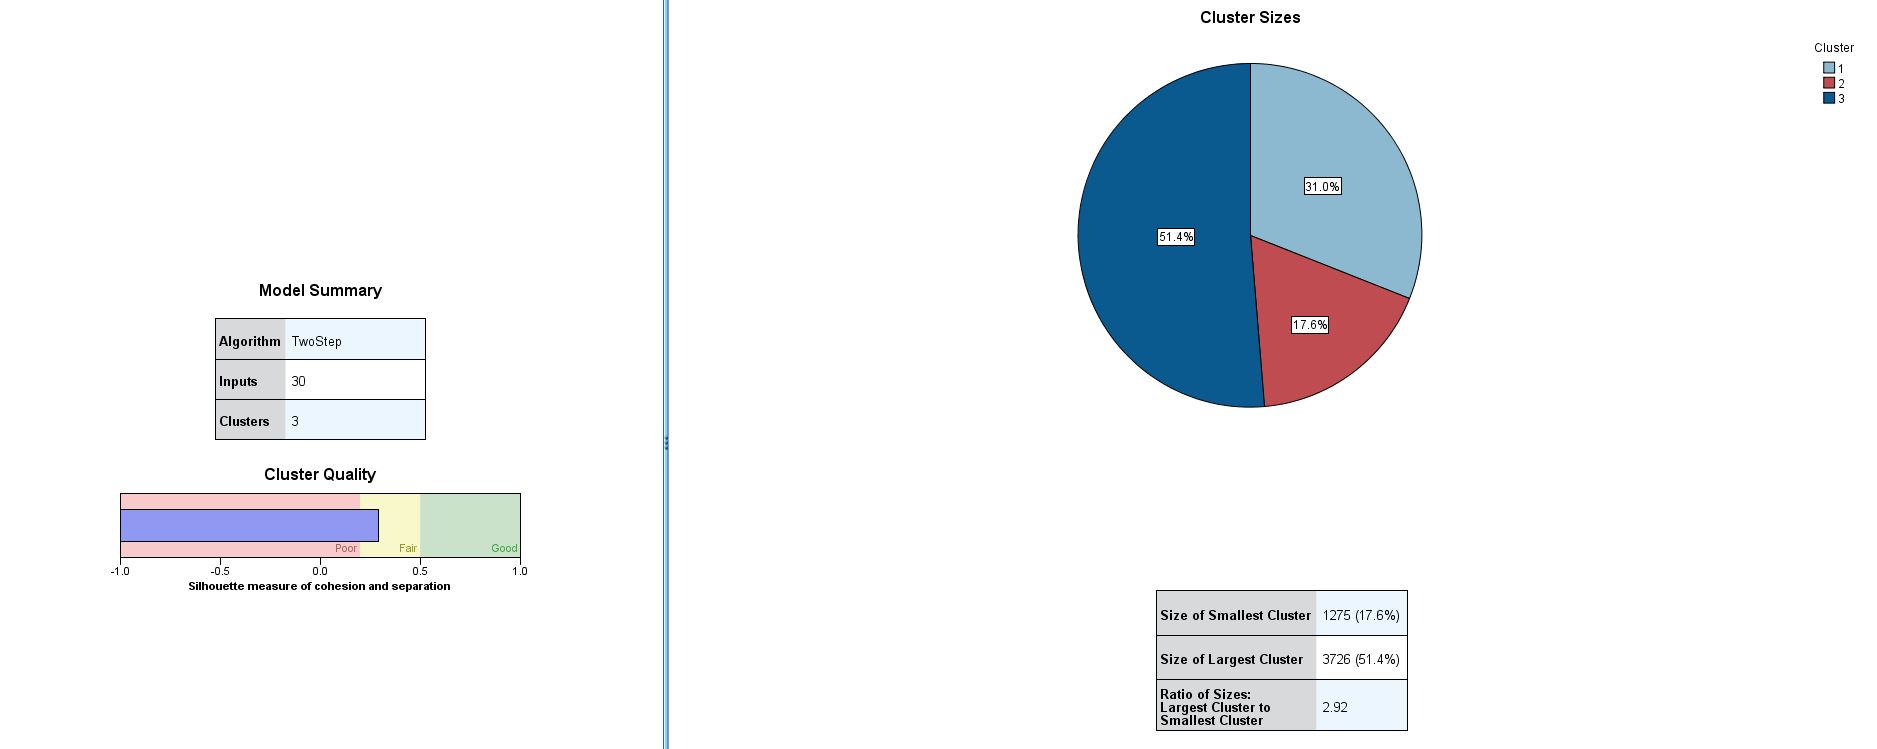 Model Summary
Algorithm TwoStep
Inputs 30
Clusters 3
Cluster Quality
Poor Fair Good
-1.0 -0.5 0.0 0.5 1.0
Silhouette measure of cohesion and separation
Cluster Sizes
Cluster
1
2
3
31.0%
51.4%
17.6%
Size of Smallest Cluster 1275 (17.6%)
Size of Largest Cluster 3726 (51.4%)
Ratio of Sizes:
Largest Cluster to 2.92
Smallest Cluster